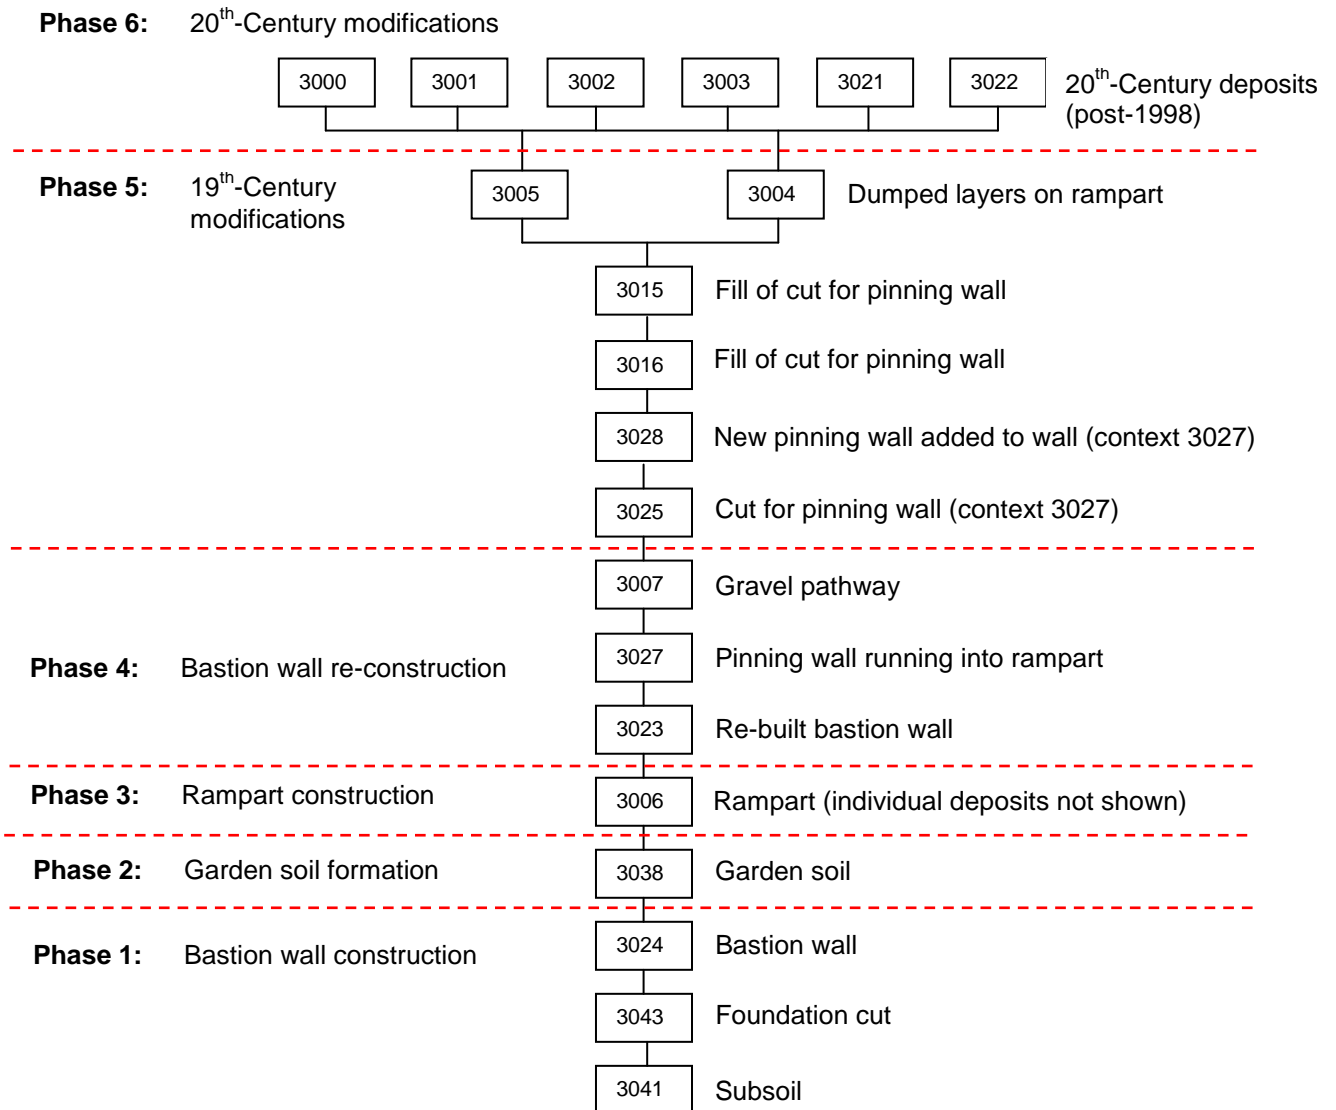 Phase 6: 20th-Century modifications
3000 3001 3002 3003 3021 3022 20th-Century deposits
(post-1998)
Phase 5: 19th-Century
modifications
3005 3004 Dumped layers on rampart
3015 Fill of cut for pinning wall
3016 Fill of cut for pinning wall
3028 New pinning wall added to wall (context 3027)
3025 Cut for pinning wall (context 3027)
3007 Gravel pathway
Phase 4: Bastion wall re-construction
3027 Pinning wall running into rampart
3023 Re-built bastion wall
Phase 3: Rampart construction
3006 Rampart (individual deposits not shown)
Phase 2: Garden soil formation
3038 Garden soil
Phase 1: Bastion wall construction
3024 Bastion wall
3043 Foundation cut
3041 Subsoil